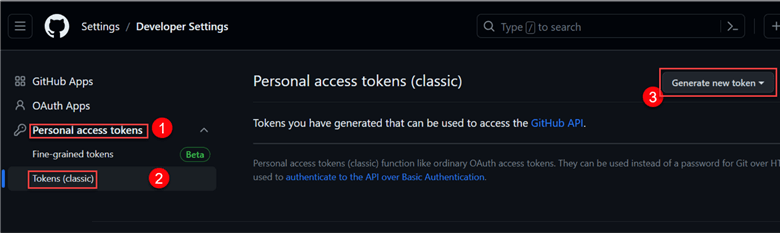 Settings / Developer Settings
Type / to search
GitHub Apps
OAuth Apps
Personal access tokens 1
Fine-grained tokens Beta
Tokens (classic) 2
Personal access tokens (classic)
Generate new token
3
Tokens you have generated that can be used to access the GitHub API.
Personal access tokens (classic) function like ordinary OAuth access tokens. They can be used instead of a password for Git over
used to authenticate to the API over Basic Authentication.